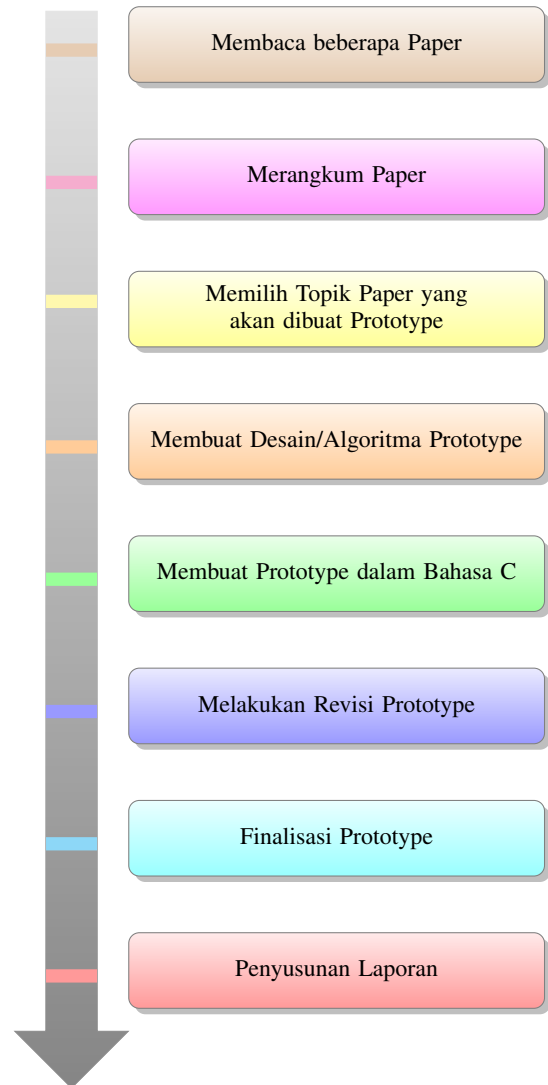 Membaca beberapa Paper
Merangkum Paper
Memilih Topik Paper yang
akan dibuat Prototype
Membuat Desain/Algoritma Prototype
Membuat Prototype dalam Bahasa C
Melakukan Revisi Prototype
Finalisasi Prototype
Penyusunan Laporan